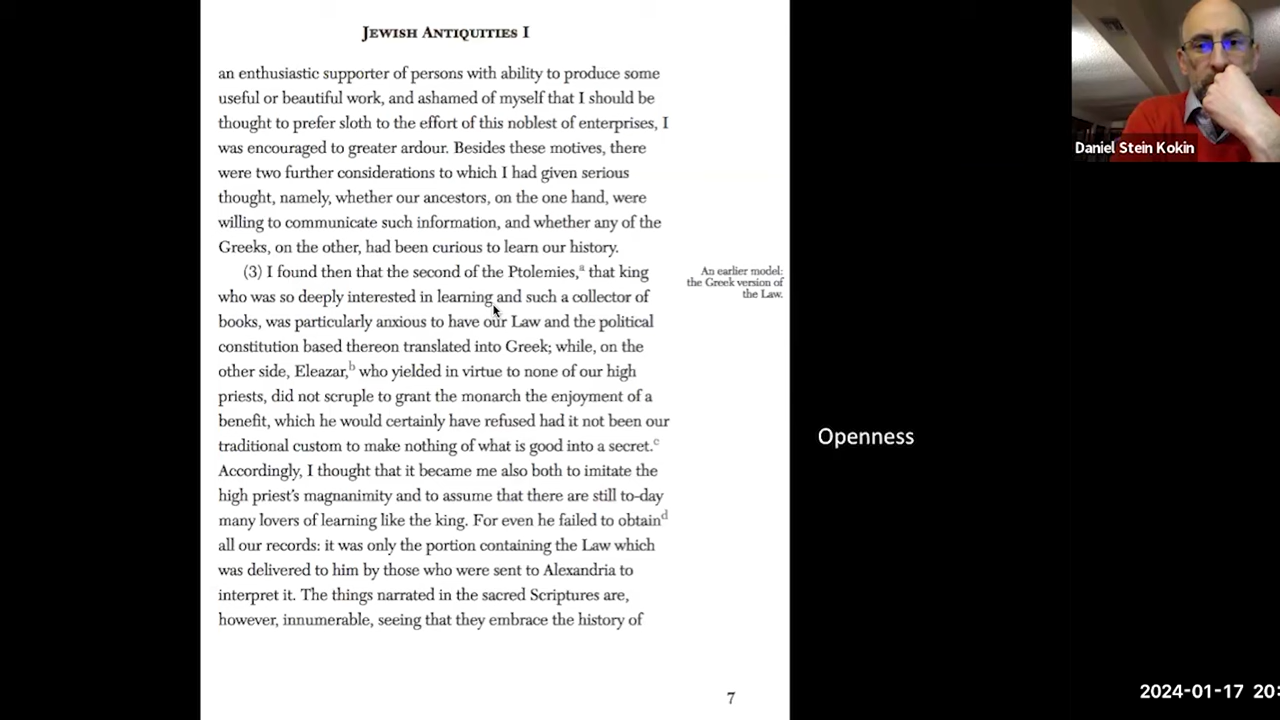 JEWISH ANTIQUITIES I
an enthusiastic supporter of persons with ability to produce some
useful or beautiful work, and ashamed of myself that I should be
thought to prefer sloth to the effort of this noblest of enterprises, I
was encouraged to greater ardour. Besides these motives, there
were two further considerations to which I had given serious
thought, namely, whether our ancestors, on the one hand, were
willing to communicate such information, and whether any of the
Greeks, on the other, had been curious to learn our history.
(3) I found then that the second of the Ptolemies,a that king
who was so deeply interested in learning and such a collector of
books, was particularly anxious to have our Law and the political
constitution based thereon translated into Greek; while, on the
other side, Eleazar,b who yielded in virtue to none of our high
priests, did not scruple to grant the monarch the enjoyment of a
benefit, which he would certainly have refused had it not been our
traditional custom to make nothing of what is good into a secret.c
Accordingly, I thought that it became me also both to imitate the
high priest's magnanimity and to assume that there are still to-day
many lovers of learning like the king. For even he failed to obtaind
all our records: it was only the portion containing the Law which
was delivered to him by those who were sent to Alexandria to
interpret it. The things narrated in the sacred Scriptures are,
however, innumerable, seeing that they embrace the history of
7
An earlier model:
the Greek version of
the Law.
Openness
Daniel Stein Kokin
2024-01-17 20: